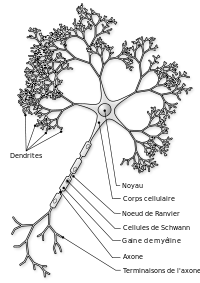 Dendrites
Noyau
Corps cellulaire
Noeud de Ranvier
Cellules de Schwann
Gaine de myéline
Axone
Terminaisons de l'axone